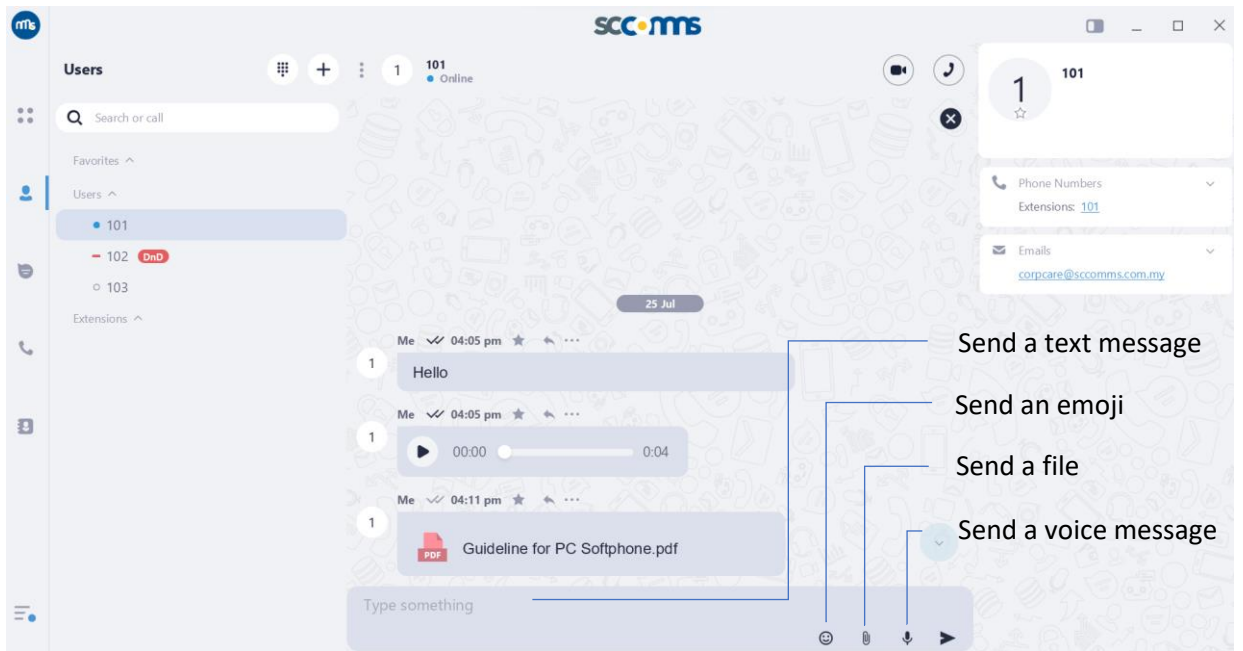 ms
sccomms
Users
1
101
Online
Search or call
Favorites
Users
101
102 DnD
103
Extensions
25 Jul
Me 04:05 pm
1
Hello
Me 04:05 pm
1
00:00 0:04
Me 04:11 pm
1
PDF Guideline for PC Softphone.pdf
Type something
1
101
Phone Numbers
Extensions: 101
Emails
corpcare@sccomms.com.my
Send a text message
Send an emoji
Send a file
Send a voice message